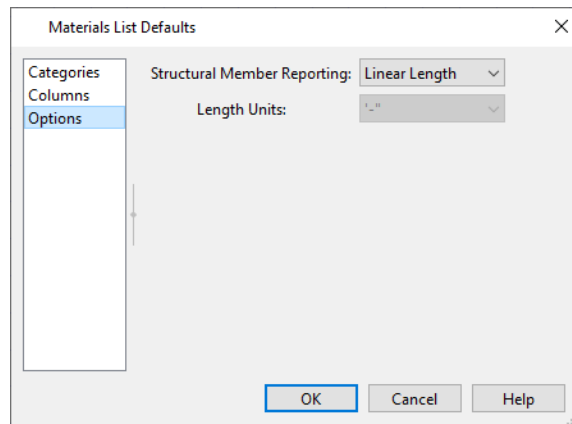 Materials List Defaults
Categories
Columns
Options
Structural Member Reporting: Linear Length
Length Units: '-"
OK Cancel Help